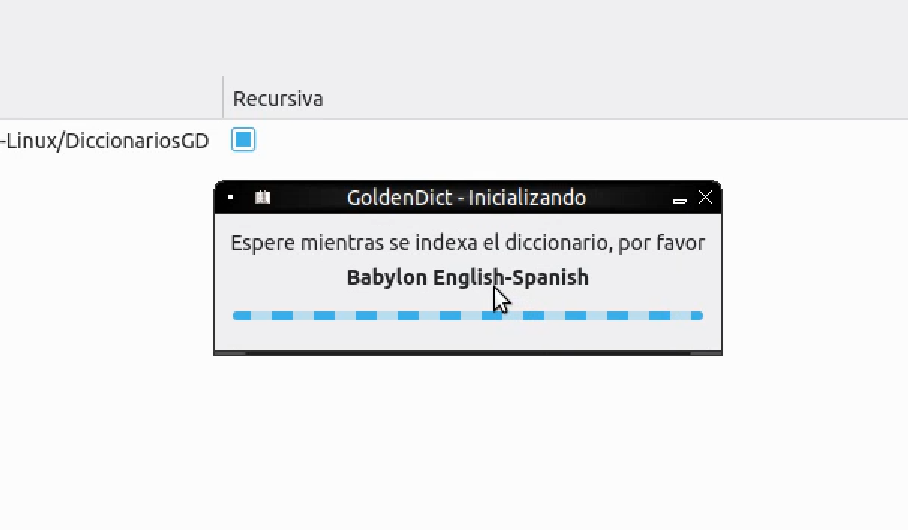 Recursiva
-Linux/DiccionariosGD
GoldenDict - Inicializando
Espere mientras se indexa el diccionario, por favor
Babylon English-Spanish